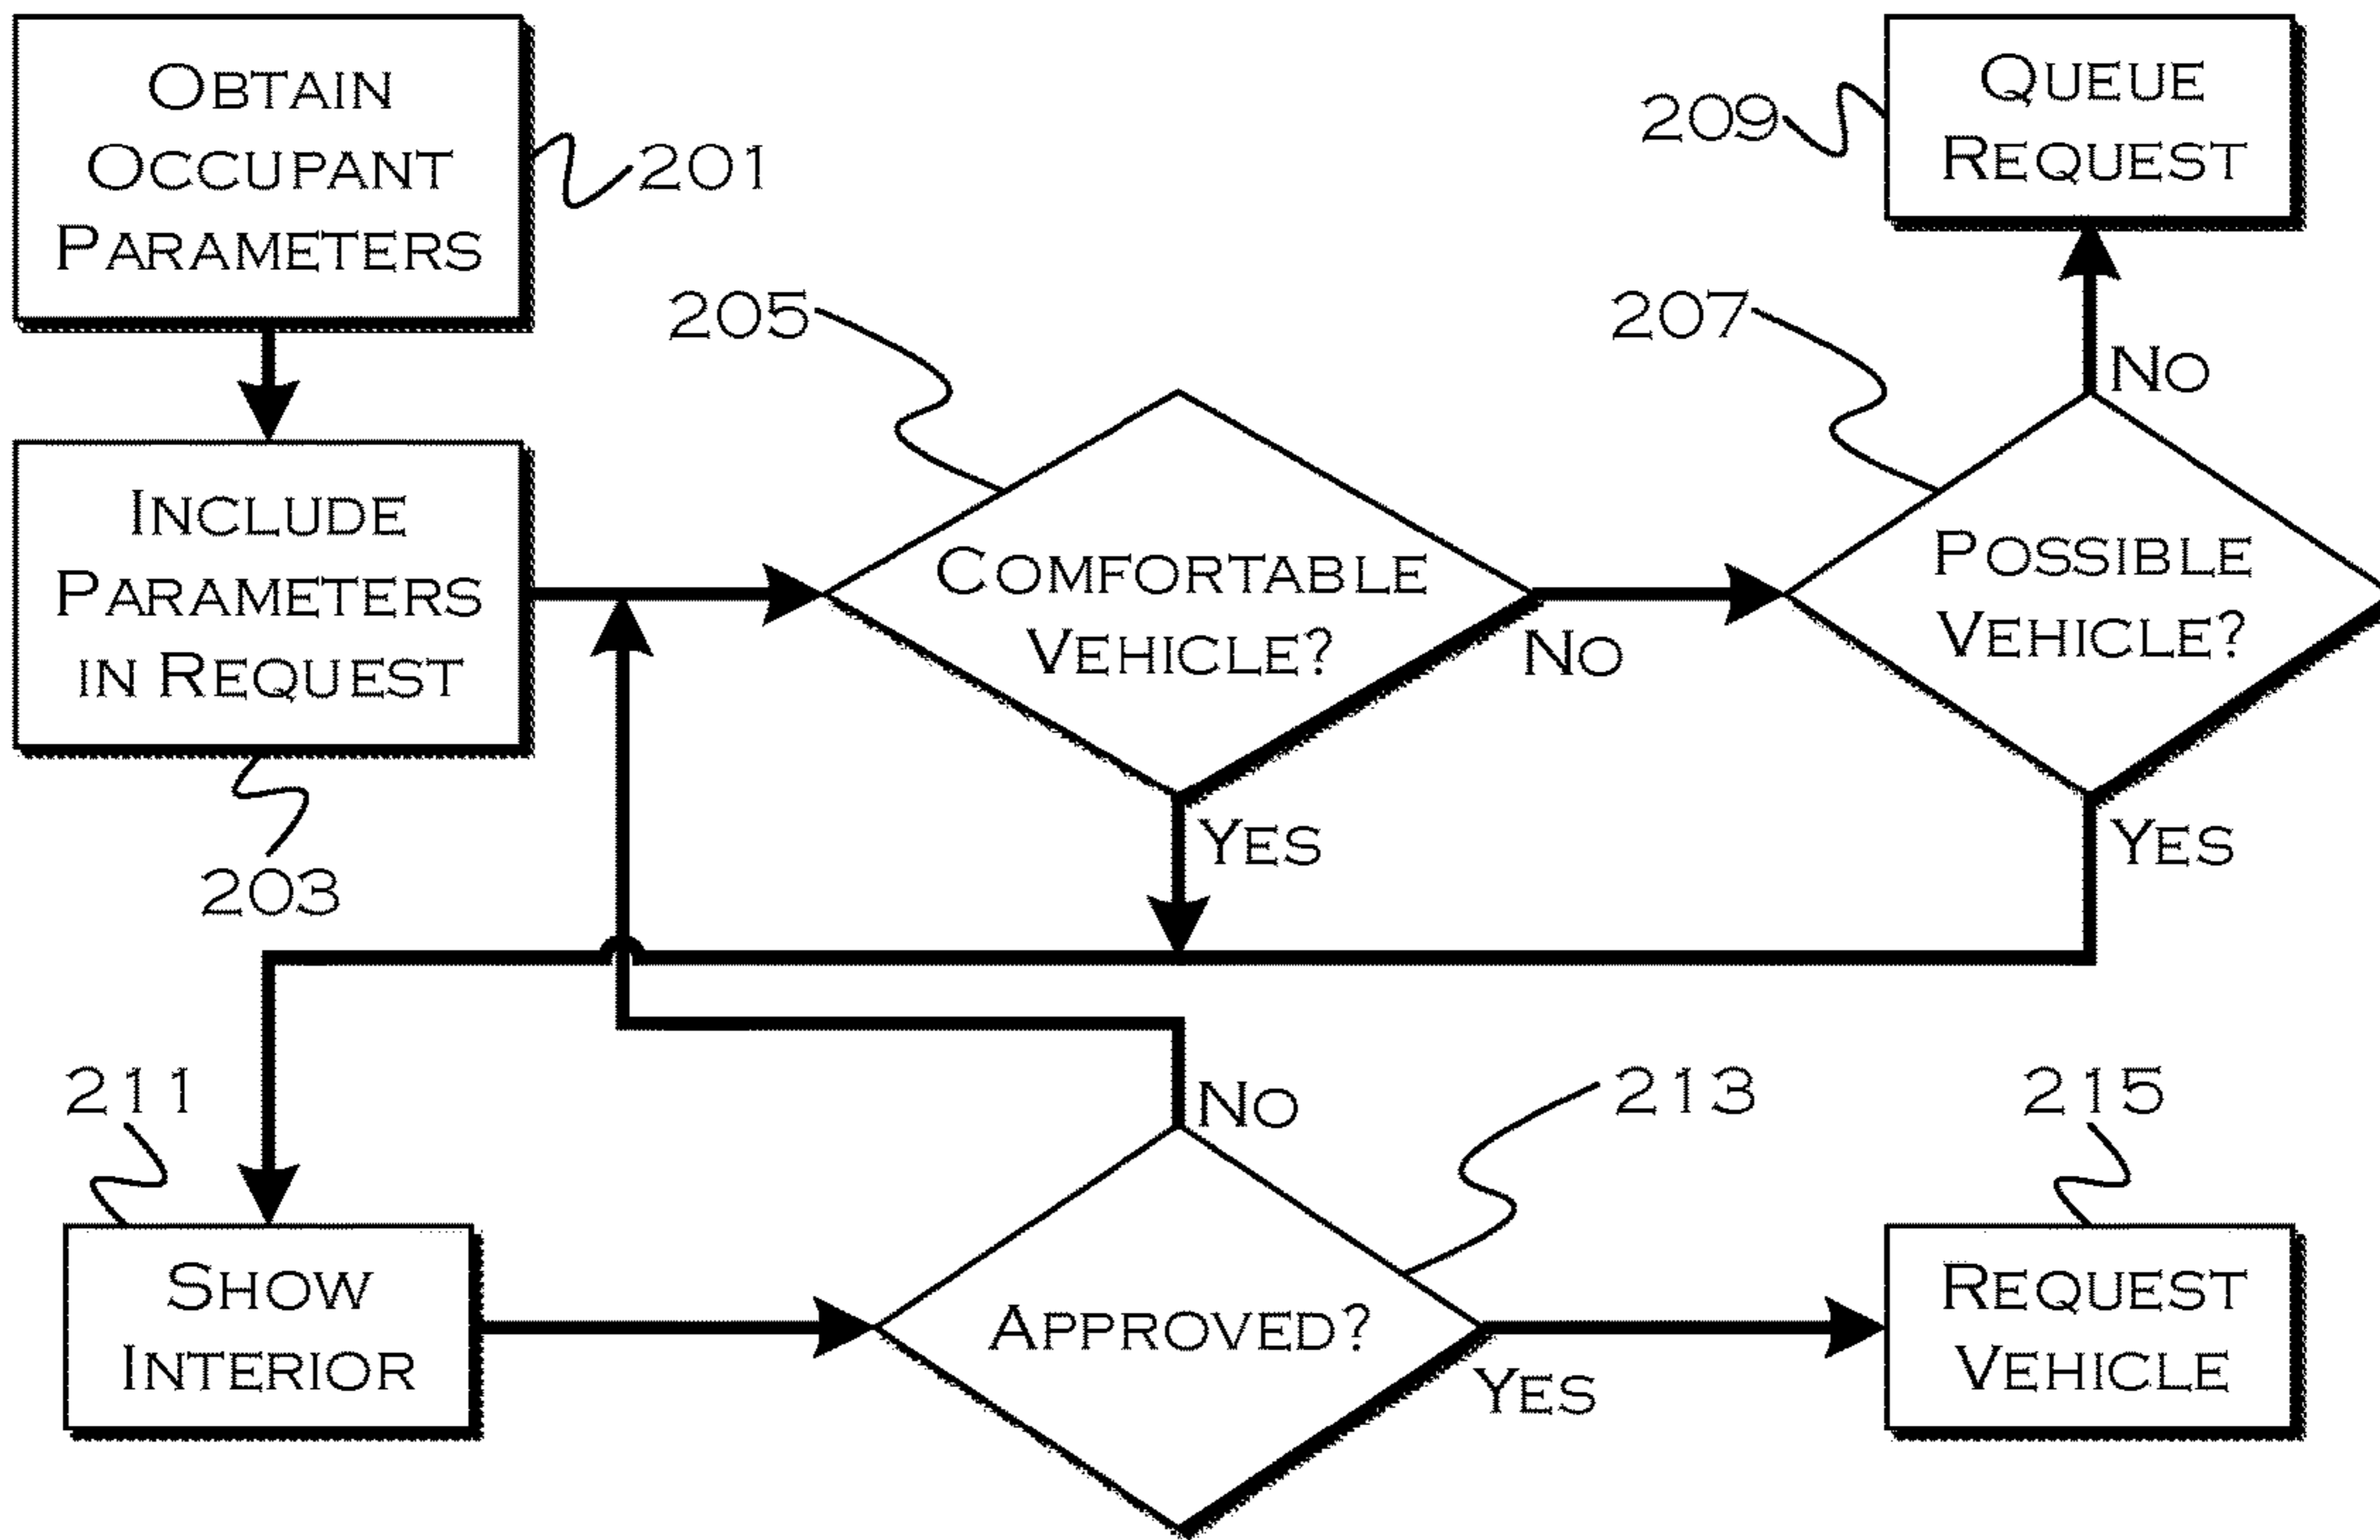 OBTAIN
OCCUPANT
PARAMETERS
201
QUEUE
REQUEST
209
INCLUDE
PARAMETERS
IN REQUEST
203
205
COMFORTABLE
VEHICLE?
NO
YES
207
POSSIBLE
VEHICLE?
NO
YES
211
SHOW
INTERIOR
213
APPROVED?
NO
YES
215
REQUEST
VEHICLE